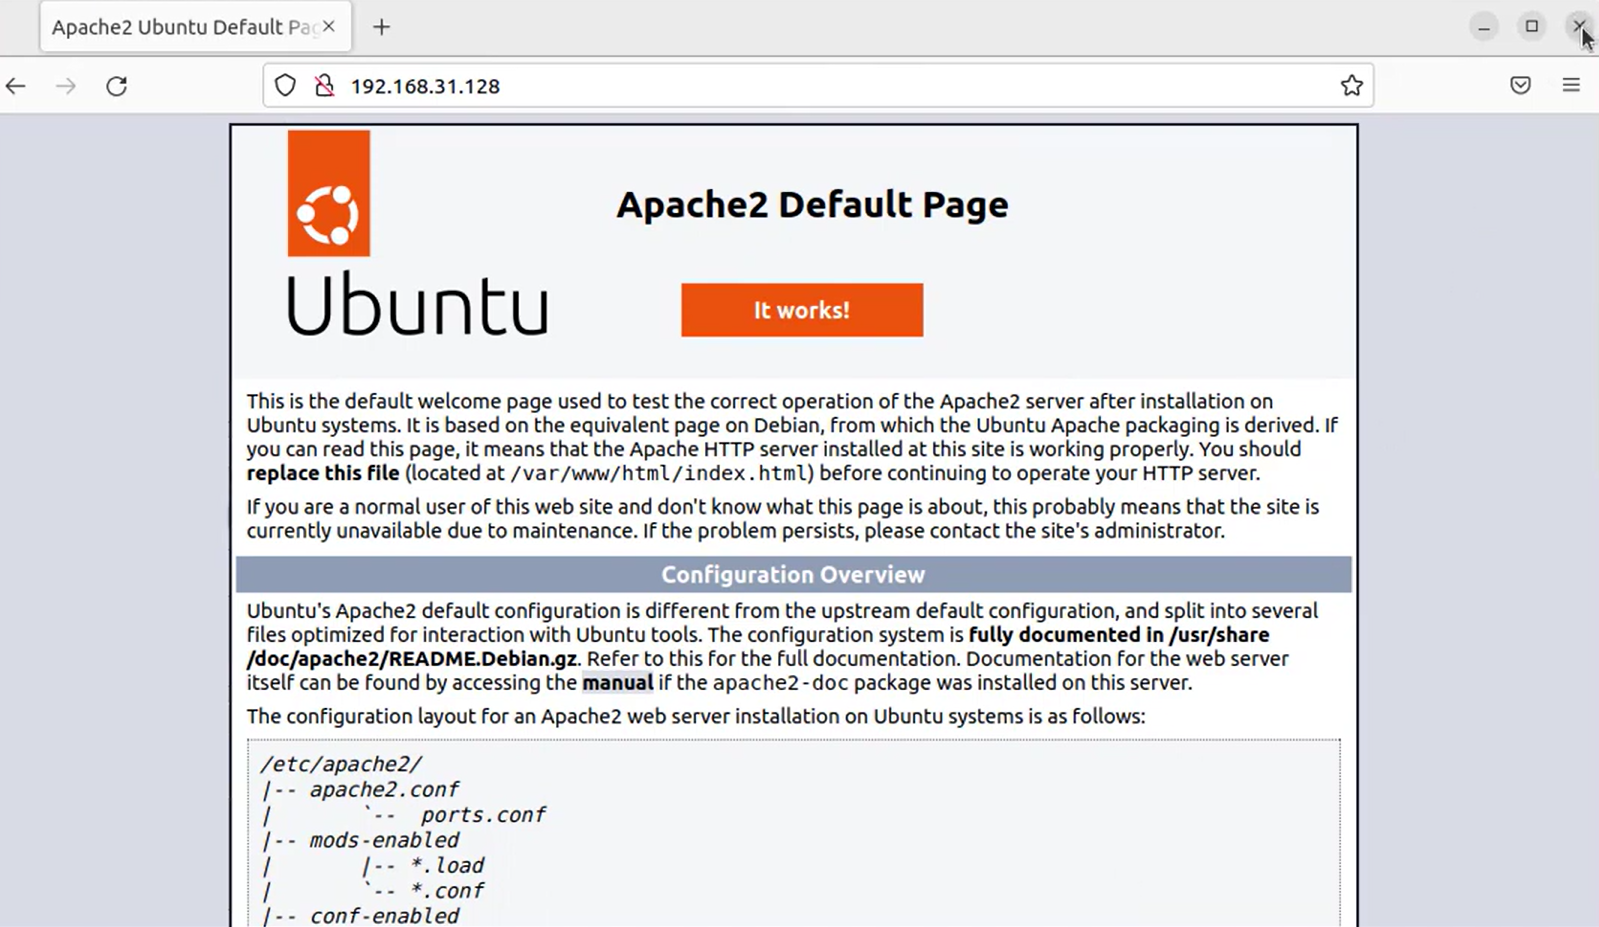 Apache2 Ubuntu Default Pag
192.168.31.128
Apache2 Default Page
Ubuntu
It works!
This is the default welcome page used to test the correct operation of the Apache2 server after installation on
Ubuntu systems. It is based on the equivalent page on Debian, from which the Ubuntu Apache packaging is derived. If
you can read this page, it means that the Apache HTTP server installed at this site is working properly. You should
replace this file (located at /var/www/html/index.html) before continuing to operate your HTTP server.
If you are a normal user of this web site and don't know what this page is about, this probably means that the site is
currently unavailable due to maintenance. If the problem persists, please contact the site's administrator.
Configuration Overview
Ubuntu's Apache2 default configuration is different from the upstream default configuration, and split into several
files optimized for interaction with Ubuntu tools. The configuration system is fully documented in /usr/share
/doc/apache2/README.Debian.gz. Refer to this for the full documentation. Documentation for the web server
itself can be found by accessing the manual if the apache2-doc package was installed on this server.
The configuration layout for an Apache2 web server installation on Ubuntu systems is as follows:
/etc/apache2/
|-- apache2.conf
|       `--  ports.conf
|-- mods-enabled
|       |-- *.load
|       `-- *.conf
|-- conf-enabled